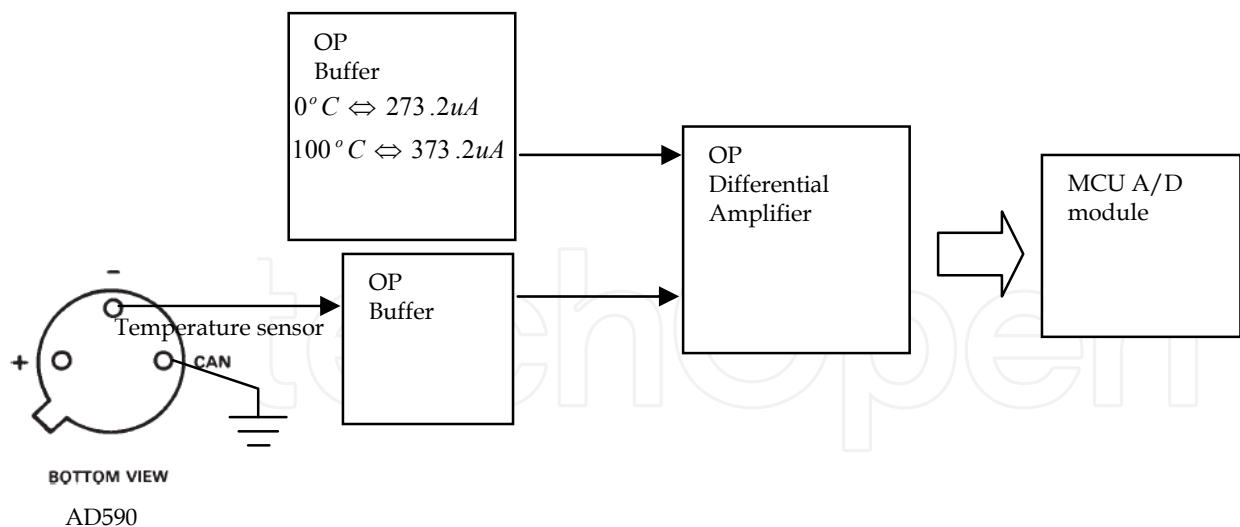 OP
Buffer
0°C ⇔ 273.2uA
100°C ⇔ 373.2uA
OP
Differential
Amplifier
MCU A/D
module
OP
Buffer
-
Temperature sensor
+
CAN
BOTTOM VIEW
AD590
techopen